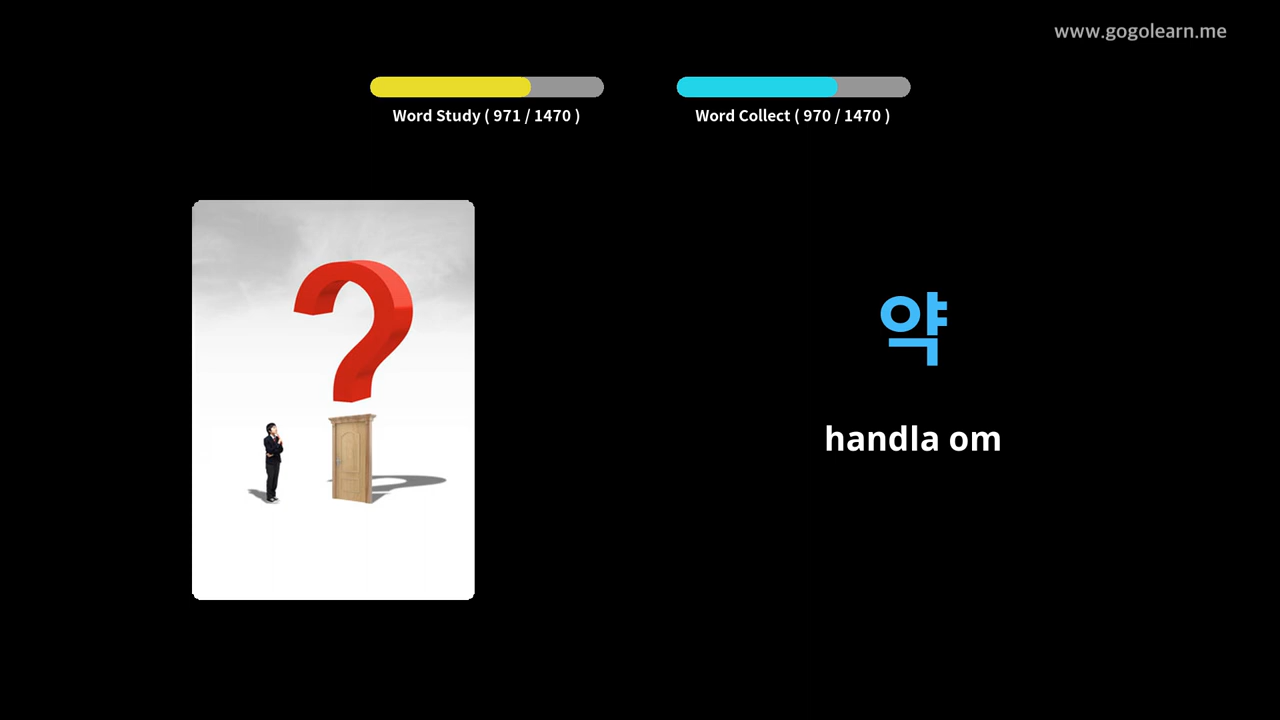 www.gogolearn.me
Word Study ( 971 / 1470 )
Word Collect ( 970 / 1470 )
약
handla om